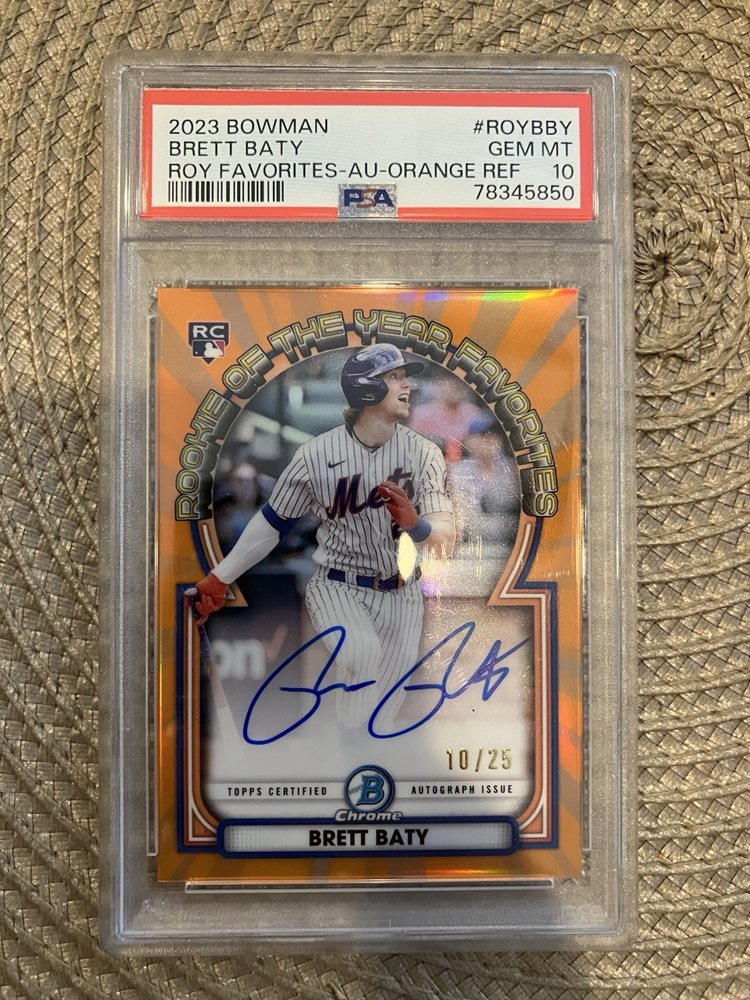 2023 BOWMAN #ROYBBY
BRETT BATY GEM MT
ROY FAVORITES-AU-ORANGE REF 10
PSA 78345850
RC
ROOKIE OF THE YEAR FAVORITES
Mets
on
10/25
TOPPS CERTIFIED B AUTOGRAPH ISSUE
Chrome
BRETT BATY